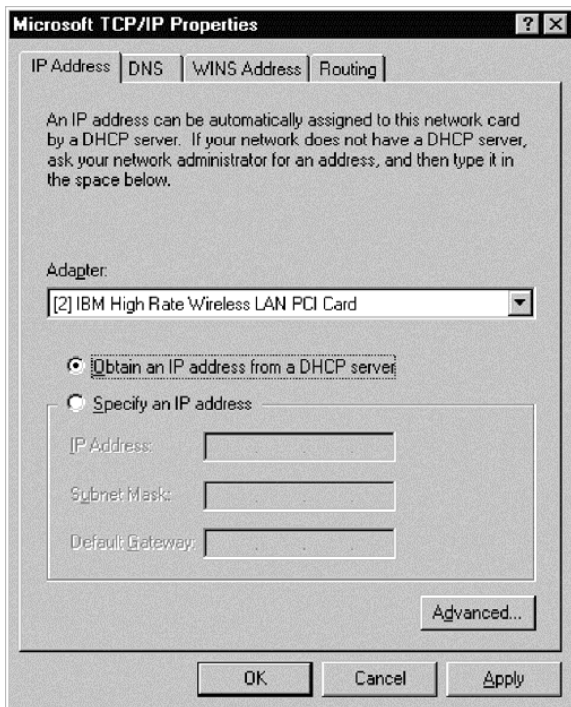 Microsoft TCP/IP Properties
IP Address DNS WINS Address Routing
An IP address can be automatically assigned to this network card
by a DHCP server. If your network does not have a DHCP server,
ask your network administrator for an address, and then type it in
the space below.
Adapter:
[2] IBM High Rate Wireless LAN PCI Card
Obtain an IP address from a DHCP server
Specify an IP address
IP Address:
Subnet Mask:
Default Gateway:
Advanced...
OK Cancel Apply